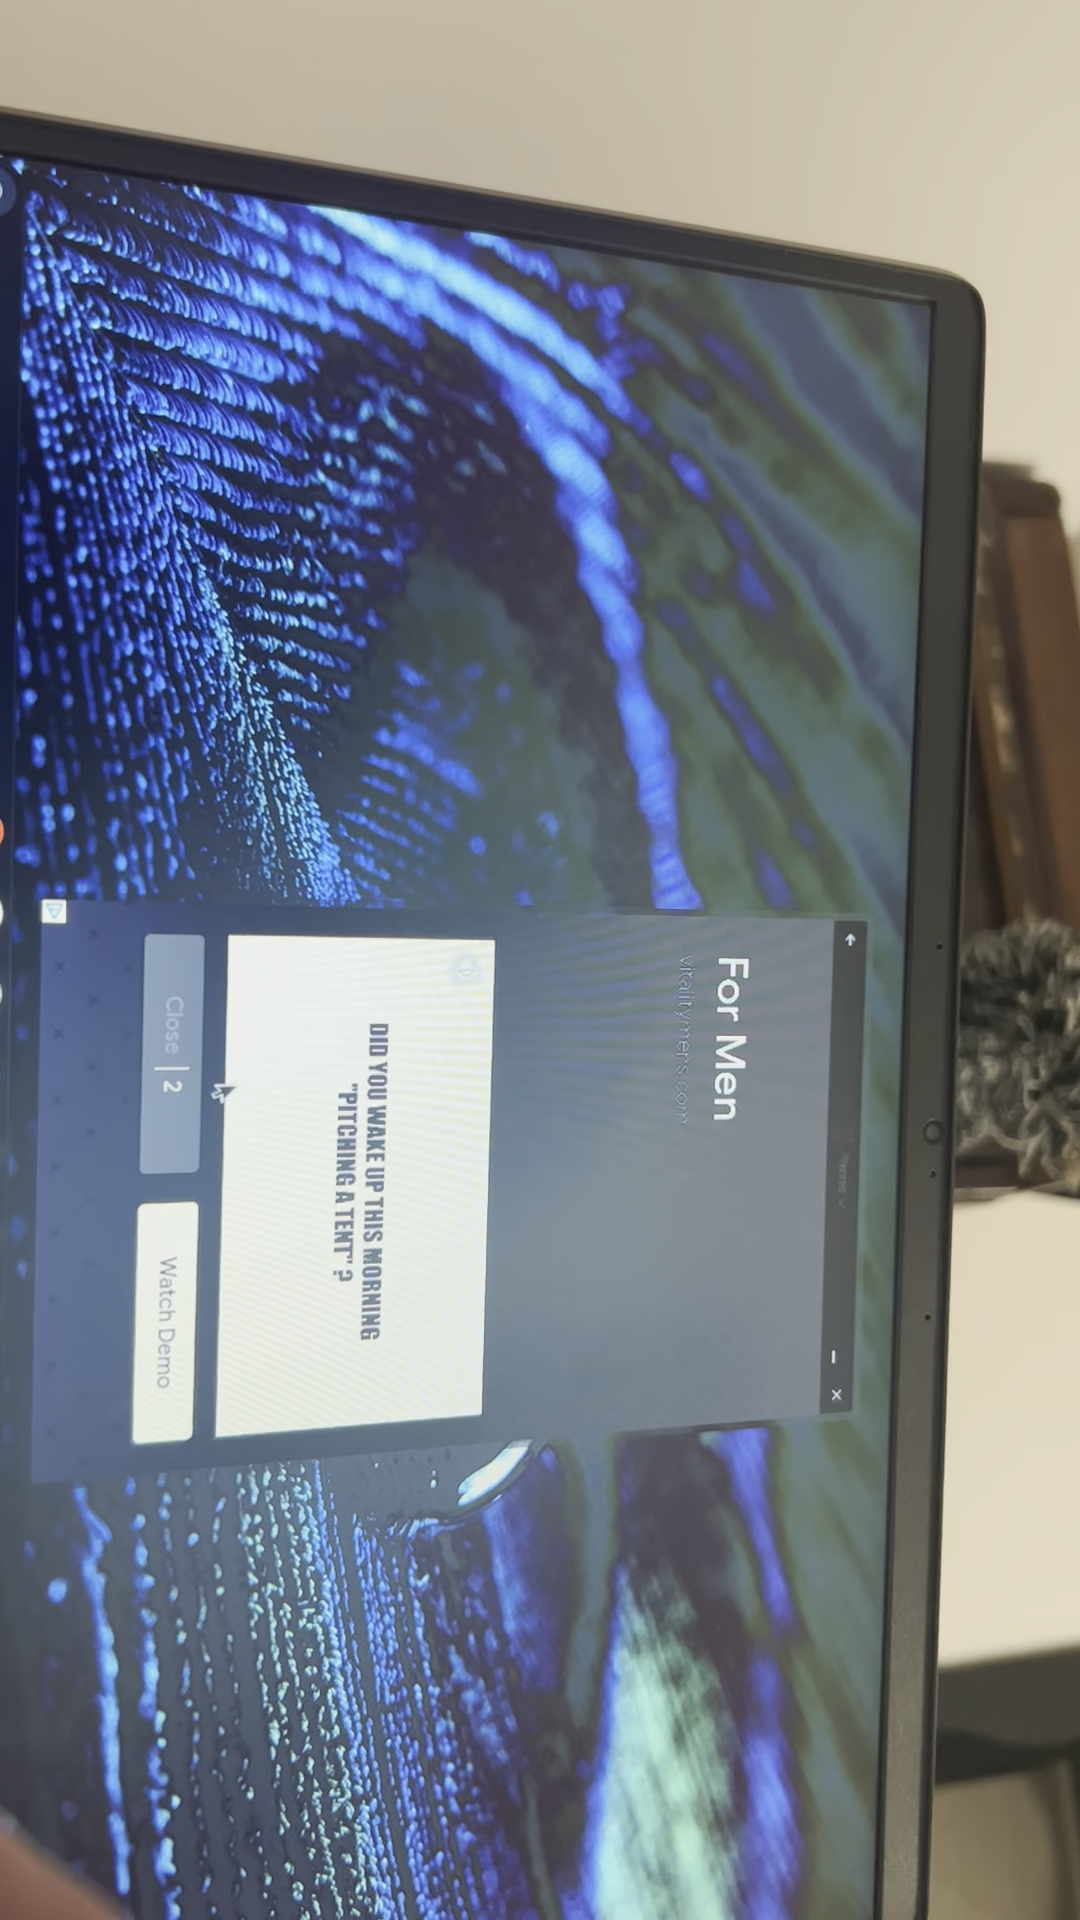 For Men
vitalitymens.com
DID YOU WAKE UP THIS MORNING
"PITCHING A TENT" ?
Close | 2
Watch Demo